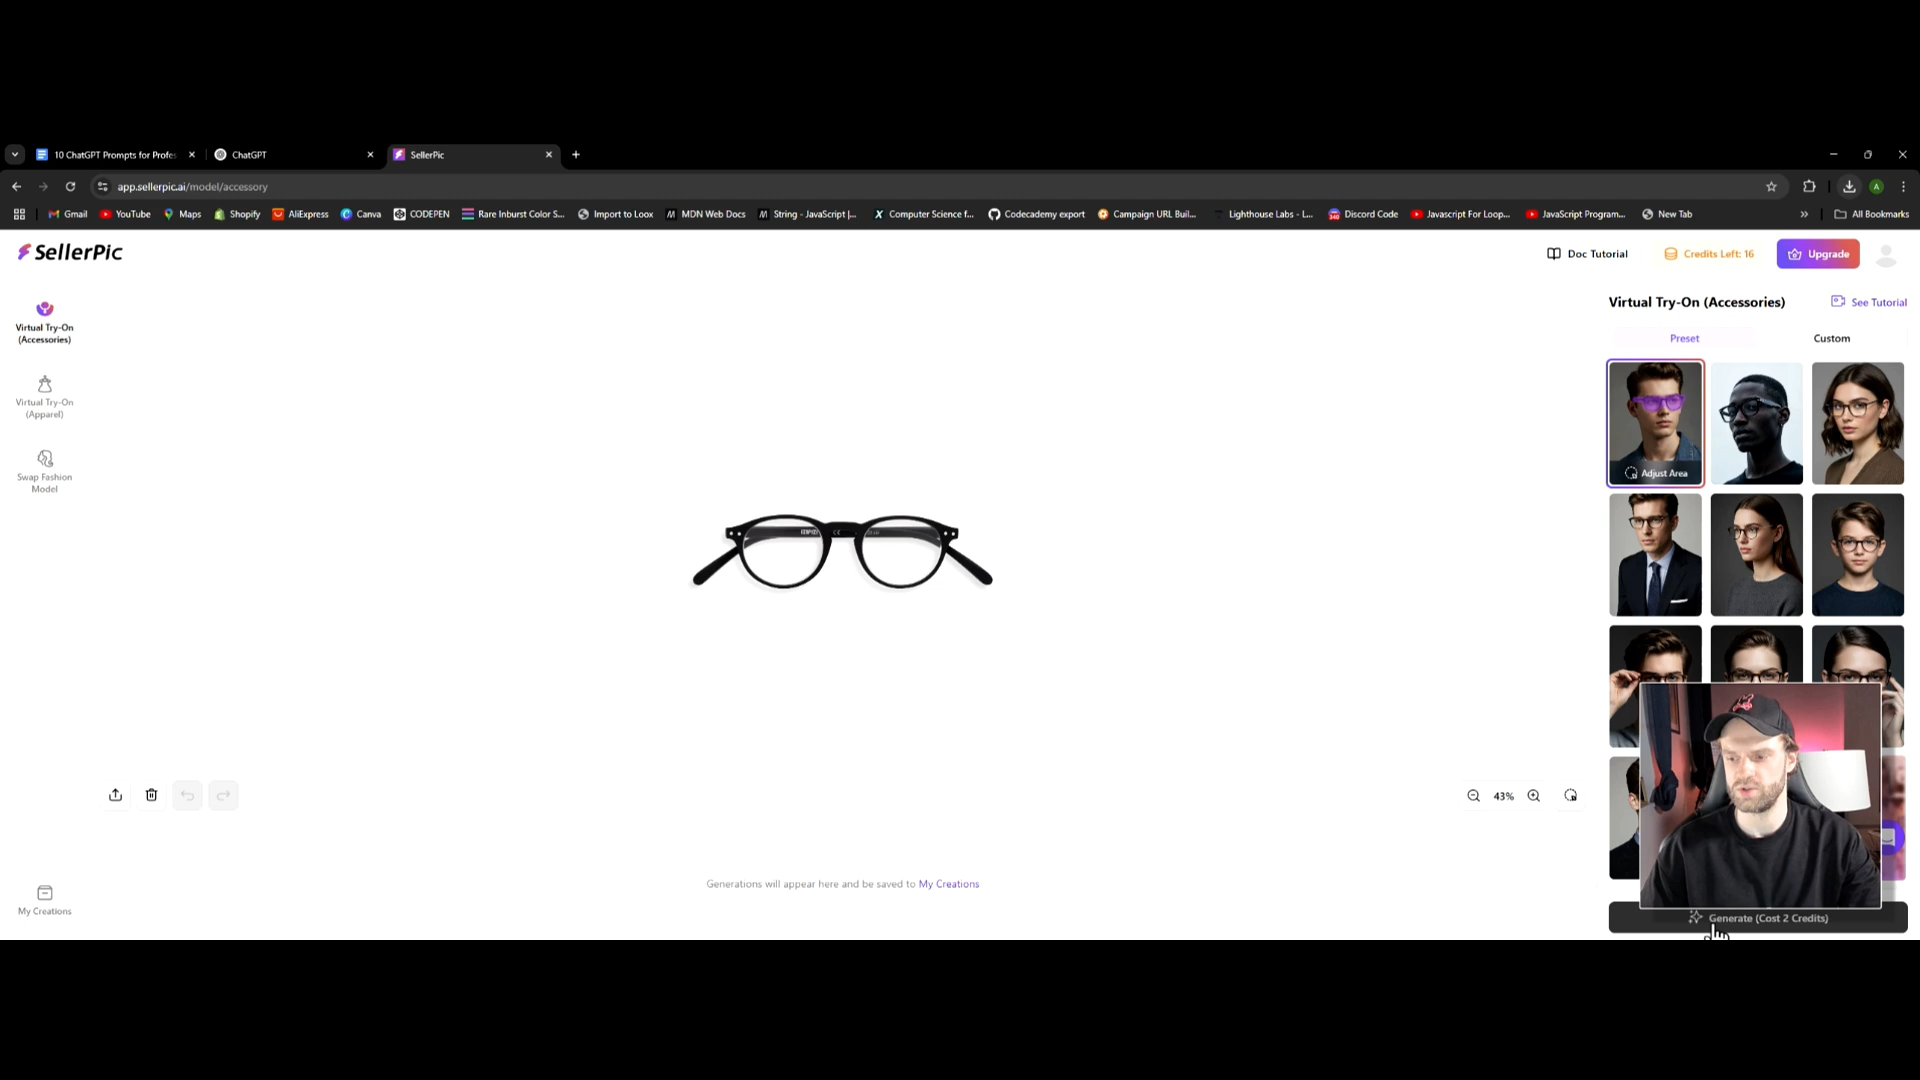 10 ChatGPT Prompts for Profes
ChatGPT
SellerPic
app.sellerpic.ai/model/accessory
Gmail
YouTube
Maps
Shopify
AliExpress
Canva
CODEPEN
Rare Inburst Color S...
Import to Loox
MDN Web Docs
String - JavaScript |...
Computer Science f...
Codecademy export
Campaign URL Buil...
Lighthouse Labs - L...
Discord Code
Javascript For Loop...
JavaScript Program...
New Tab
All Bookmarks
SellerPic
Doc Tutorial
Credits Left: 16
Upgrade
Virtual Try-On
(Accessories)
Virtual Try-On
(Apparel)
Swap Fashion
Model
My Creations
Virtual Try-On (Accessories)
See Tutorial
Preset
Custom
Adjust Area
43%
Generations will appear here and be saved to My Creations
Generate (Cost 2 Credits)